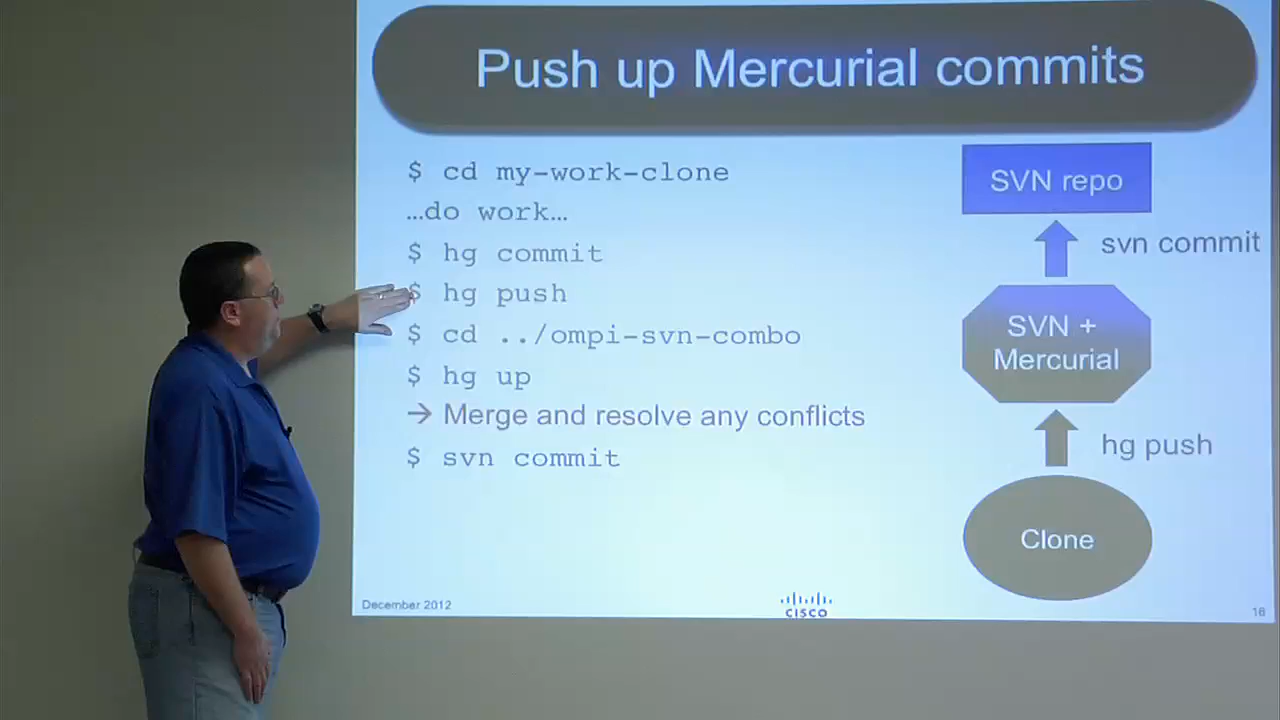 Push up Mercurial commits
$ cd my-work-clone
…do work…
$ hg commit
$ hg push
$ cd ../ompi-svn-combo
$ hg up
→ Merge and resolve any conflicts
$ svn commit
SVN repo
svn commit
SVN +
Mercurial
hg push
Clone
December 2012
CISCO
16